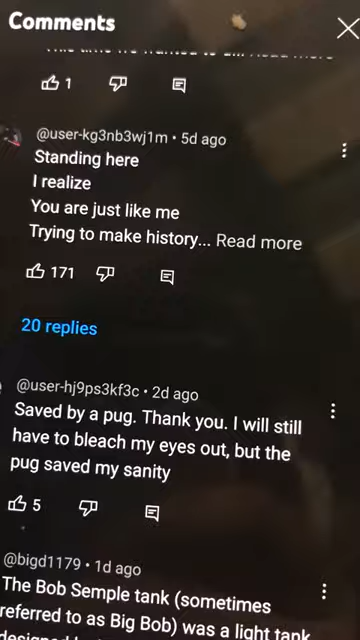 Comments
1
@user-kg3nb3wj1m • 5d ago
Standing here
I realize
You are just like me
Trying to make history... Read more
171
20 replies
@user-hj9ps3kf3c • 2d ago
Saved by a pug. Thank you. I will still
have to bleach my eyes out, but the
pug saved my sanity
5
@bigd1179 • 1d ago
The Bob Semple tank (sometimes
referred to as Big Bob) was a light tank